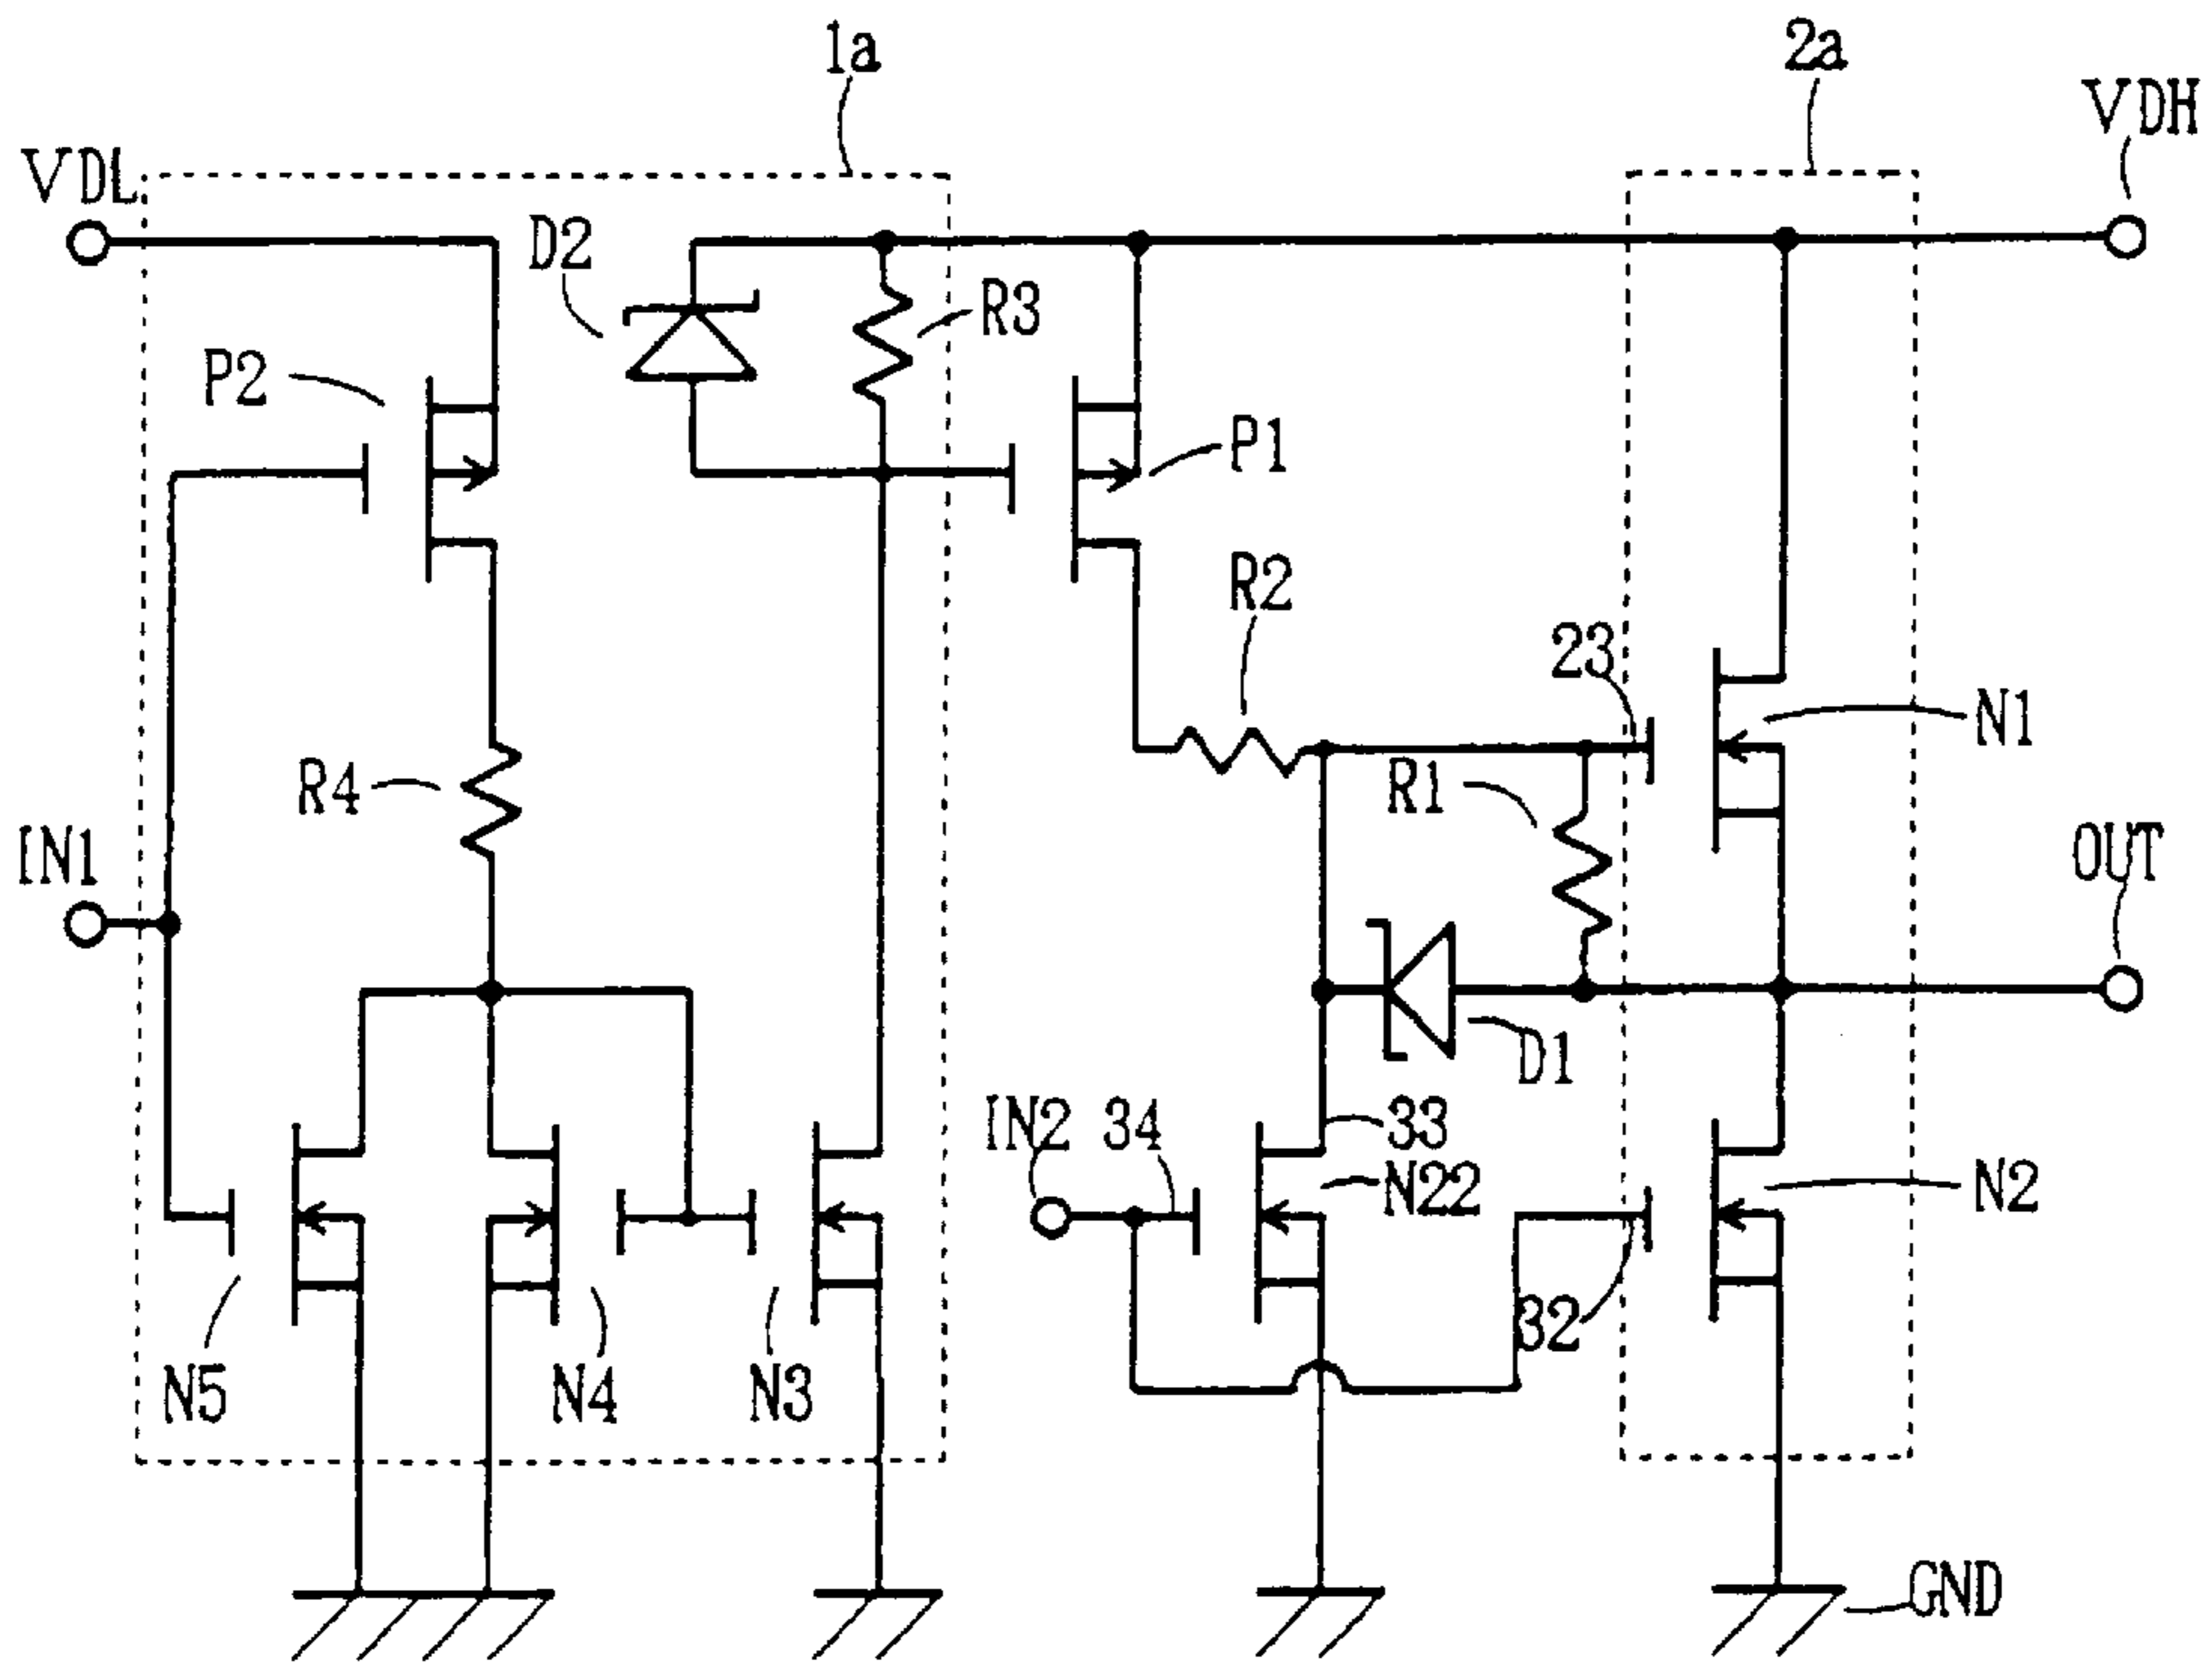 1a
2a
VDH
VDL
D2
R3
P2
P1
R2
23
N1
R4
R1
IN1
OUT
D1
IN2
34
33
N22
N2
32
N5
N4
N3
GND